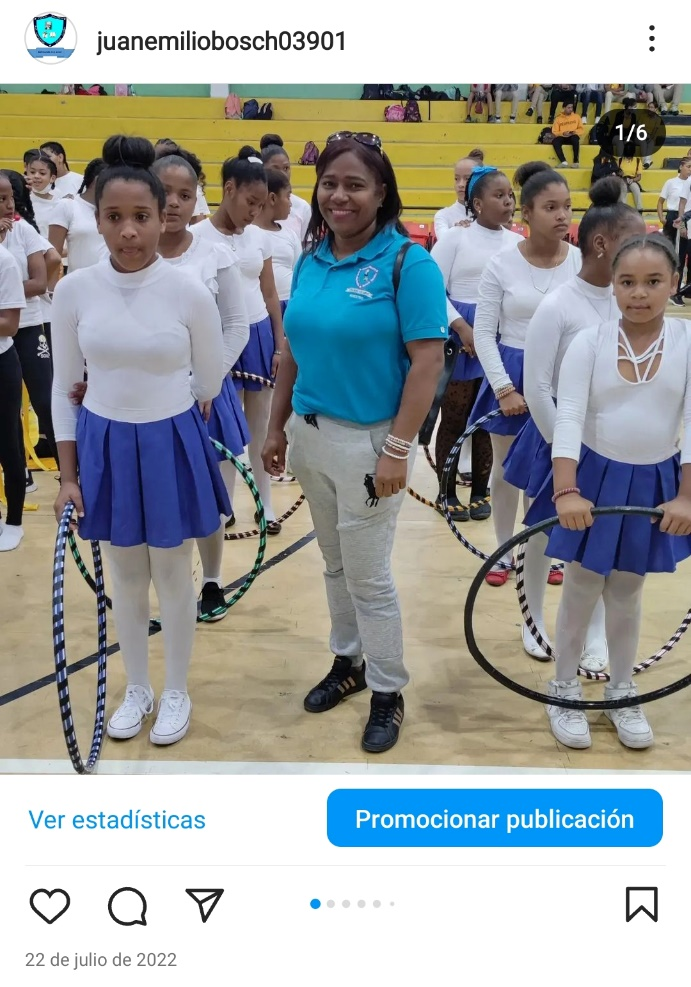 juanemiliobosch03901
1/6
Ver estadísticas
Promocionar publicación
22 de julio de 2022